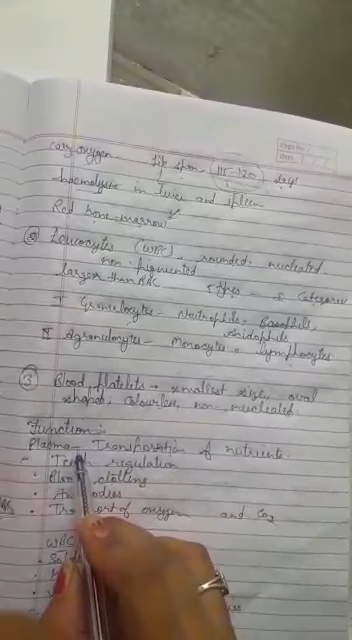 carry oxygen. life span - 115-120 days
haemolysis in liver and spleen
Red bone marrow
② Leucocytes (WBC) - rounded, nucleated
non-pigmented
larger than RBC 5 types - 2 categories
I Granulocytes - Neutrophils, Basophils,
Acidophils
II Agranulocytes - Monocytes Lymphocytes
③ Blood platelets → smallest size, oval
shaped, colourless, non-nucleated
Function :-
Plasma - Transportation of nutrients
regulation
clotting
of oxygen and CO2
WBC